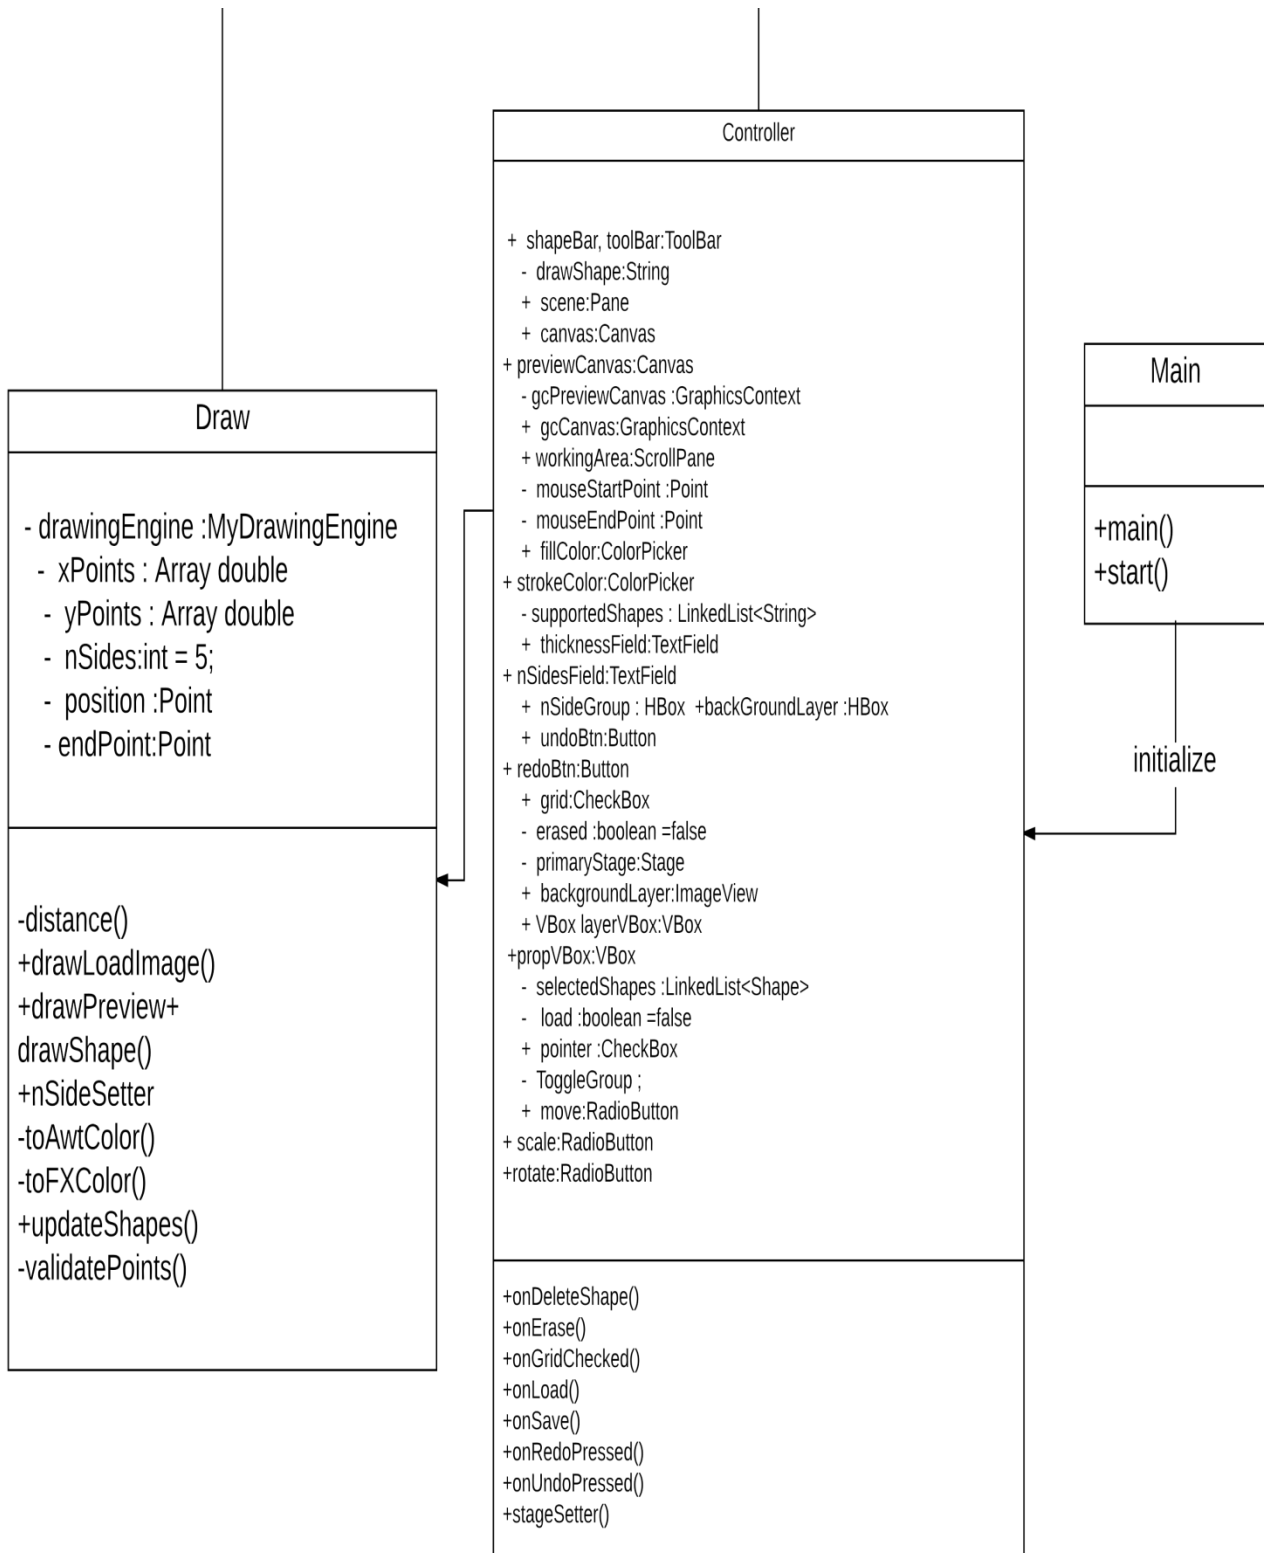 Draw
- drawingEngine :MyDrawingEngine
- xPoints : Array double
- yPoints : Array double
- nSides:int = 5;
- position :Point
- endPoint:Point
-distance()
+drawLoadImage()
+drawPreview+
drawShape()
+nSideSetter
-toAwtColor()
-toFXColor()
+updateShapes()
-validatePoints()
Controller
+ shapeBar, toolBar:ToolBar
- drawShape:String
+ scene:Pane
+ canvas:Canvas
+ previewCanvas:Canvas
- gcPreviewCanvas :GraphicsContext
+ gcCanvas:GraphicsContext
+ workingArea:ScrollPane
- mouseStartPoint :Point
- mouseEndPoint :Point
+ fillColor:ColorPicker
+ strokeColor:ColorPicker
- supportedShapes : LinkedList<String>
+ thicknessField:TextField
+ nSidesField:TextField
+ nSideGroup : HBox +backGroundLayer :HBox
+ undoBtn:Button
+ redoBtn:Button
+ grid:CheckBox
- erased :boolean =false
- primaryStage:Stage
+ backgroundLayer:ImageView
+ VBox layerVBox:VBox
+propVBox:VBox
- selectedShapes :LinkedList<Shape>
- load :boolean =false
+ pointer :CheckBox
- ToggleGroup ;
+ move:RadioButton
+ scale:RadioButton
+rotate:RadioButton
+onDeleteShape()
+onErase()
+onGridChecked()
+onLoad()
+onSave()
+onRedoPressed()
+onUndoPressed()
+stageSetter()
Main
+main()
+start()
initialize